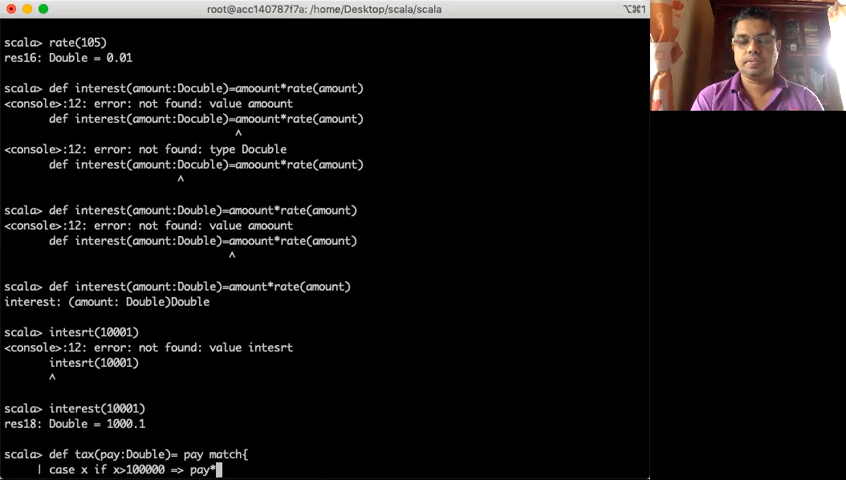 root@acc140787f7a: /home/Desktop/scala/scala
⌥⌘1
scala> rate(105)
res16: Double = 0.01
scala> def interest(amount:Docuble)=amoount*rate(amount)
<console>:12: error: not found: value amoount
def interest(amount:Docuble)=amoount*rate(amount)
^
<console>:12: error: not found: type Docuble
def interest(amount:Docuble)=amoount*rate(amount)
^
scala> def interest(amount:Double)=amoount*rate(amount)
<console>:12: error: not found: value amoount
def interest(amount:Double)=amoount*rate(amount)
^
scala> def interest(amount:Double)=amount*rate(amount)
interest: (amount: Double)Double
scala> intesrt(10001)
<console>:12: error: not found: value intesrt
intesrt(10001)
^
scala> interest(10001)
res18: Double = 1000.1
scala> def tax(pay:Double)= pay match{
| case x if x>100000 => pay*